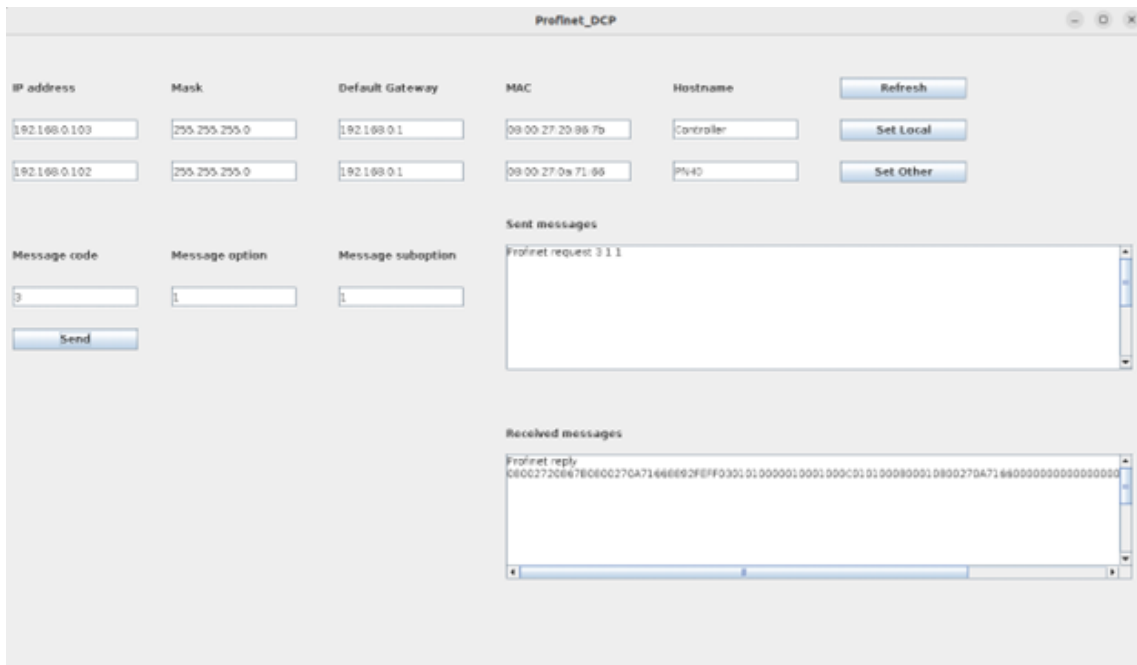 Profinet_DCP
IP address Mask Default Gateway MAC Hostname Refresh
192.168.0.103 255.255.255.0 192.168.0.1 08:00:27:20:86:7b Controller Set Local
192.168.0.102 255.255.255.0 192.168.0.1 08:00:27:0a:71:66 PN40 Set Other
Sent messages
Message code Message option Message suboption
Profinet request 3 1 1
3 1 1
Send
Received messages
Profinet reply